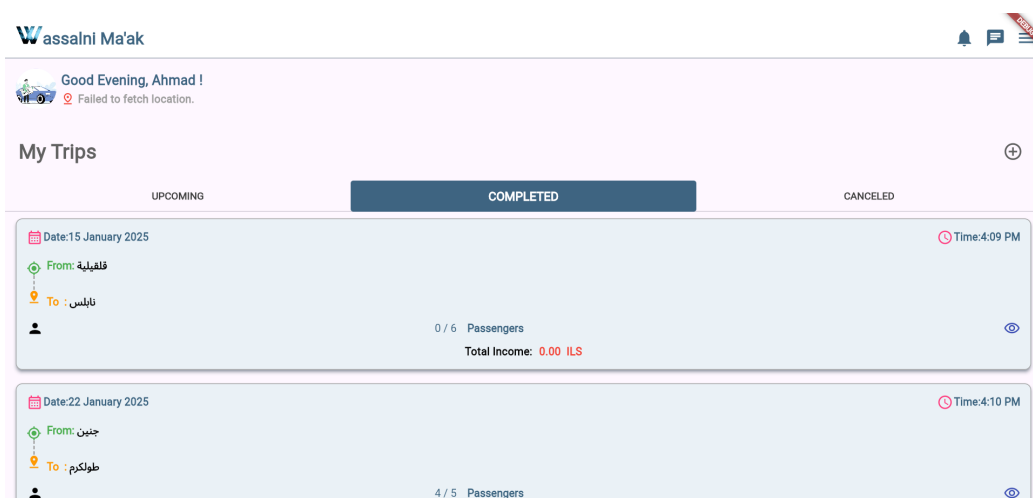 Wassalni Ma'ak
Good Evening, Ahmad !
Failed to fetch location.
My Trips
UPCOMING COMPLETED CANCELED
Date:15 January 2025 Time:4:09 PM
From: قلقيلية
To : نابلس
0 / 6 Passengers
Total Income: 0.00 ILS
Date:22 January 2025 Time:4:10 PM
From: جنين
To : طولكرم
4 / 5 Passengers